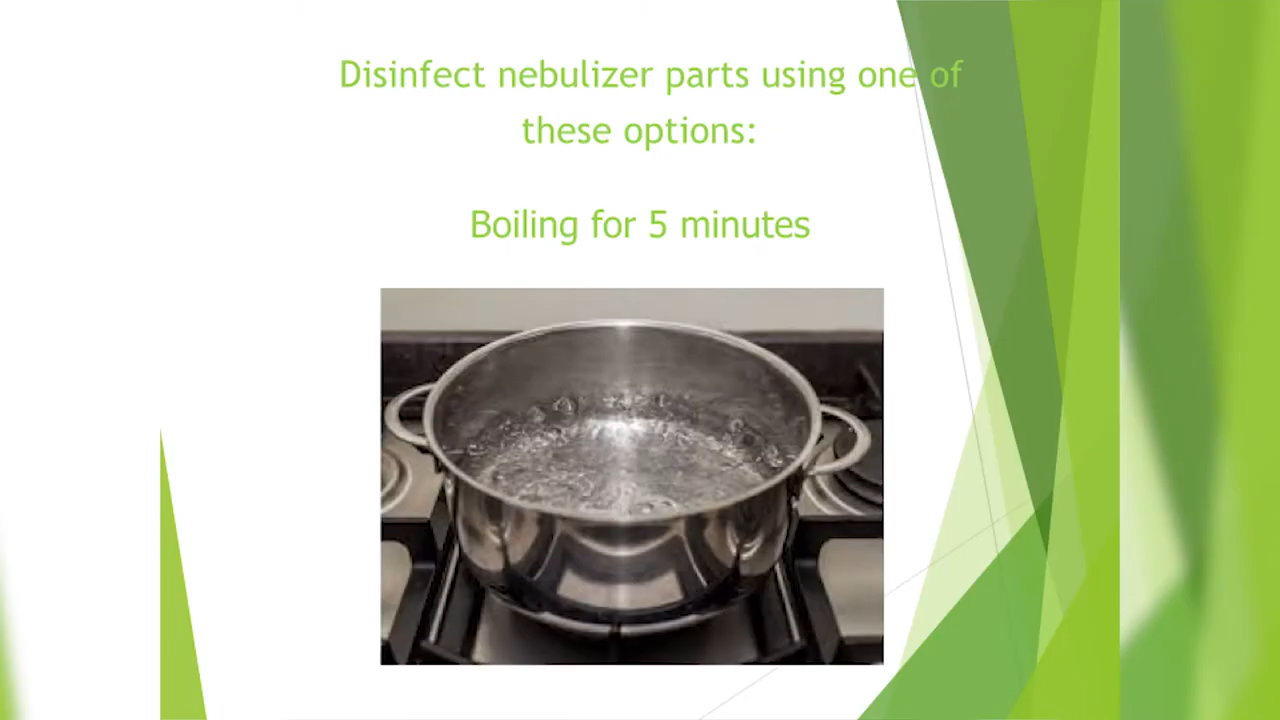 Disinfect nebulizer parts using one of
these options:
Boiling for 5 minutes